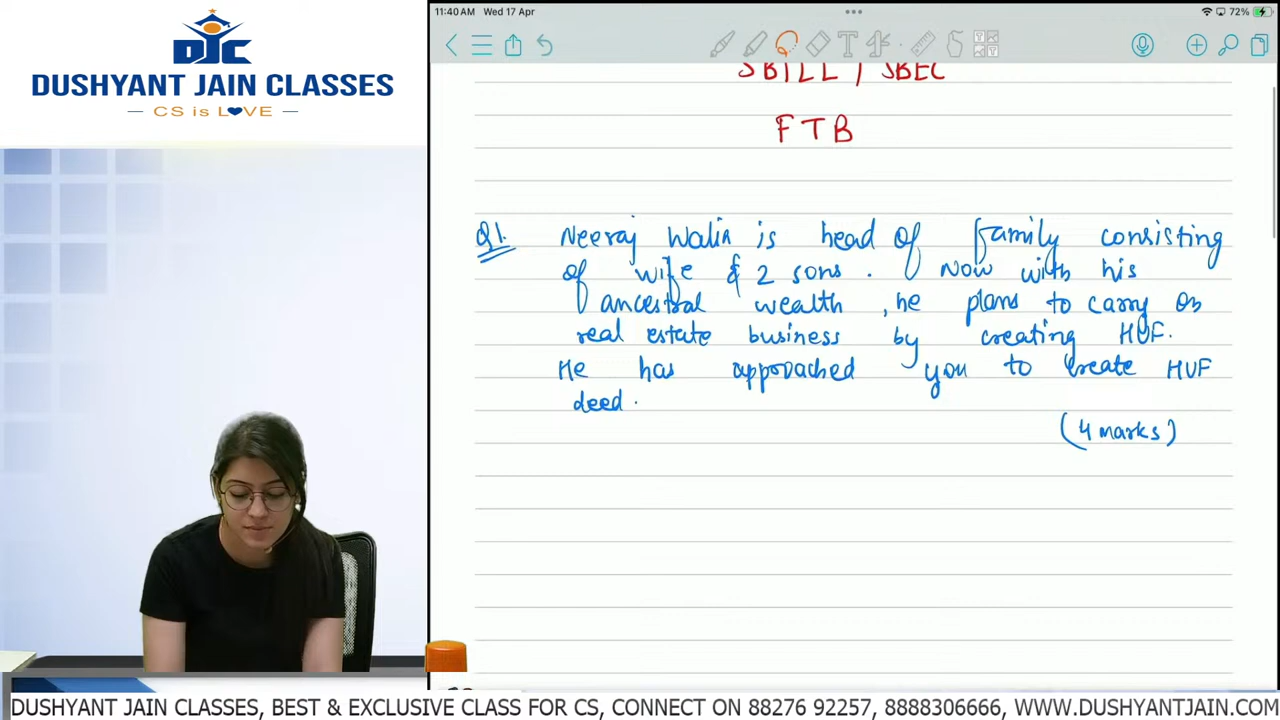 DJC
DUSHYANT JAIN CLASSES
CS is LOVE
11:40 AM Wed 17 Apr
72%
SBILL / SBEC
FTB
Q1. Neeraj Walia is head of family consisting
of wife & 2 sons. Now with his
ancestral wealth, he plans to carry on
real estate business by creating HUF.
He has approached you to create HUF
deed.
(4 marks)
DUSHYANT JAIN CLASSES, BEST & EXCLUSIVE CLASS FOR CS, CONNECT ON 88276 92257, 8888306666, WWW.DUSHYANTJAIN.COM